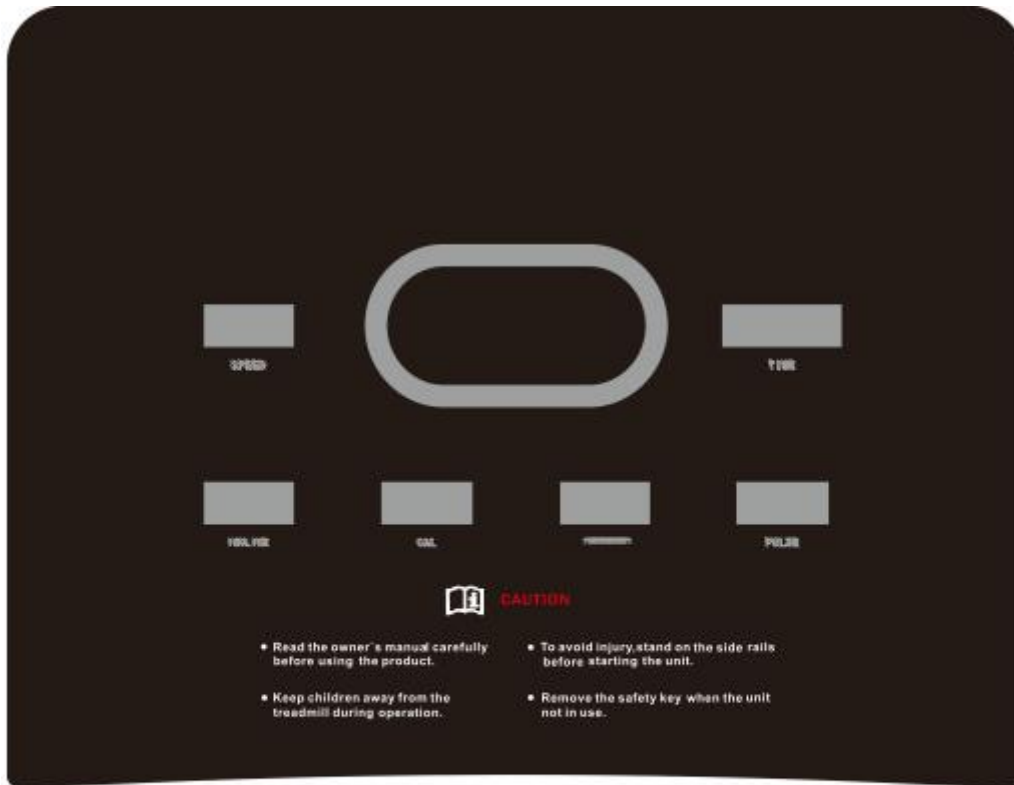 SPEED
TIME
CAL
PULSE
CAUTION
Read the owner's manual carefully
before using the product.
To avoid injury,stand on the side rails
before starting the unit.
Keep children away from the
treadmill during operation.
Remove the safety key when the unit
not in use.